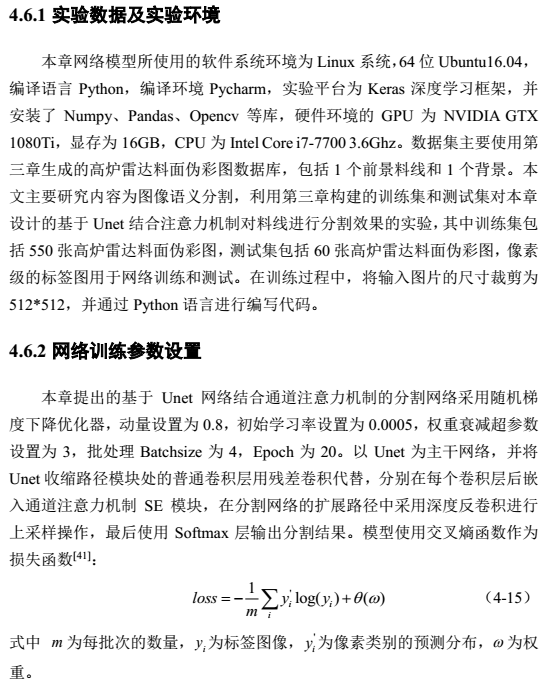 4.6.1 实验数据及实验环境
本章网络模型所使用的软件系统环境为 Linux 系统，64 位 Ubuntu16.04，
编译语言 Python，编译环境 Pycharm，实验平台为 Keras 深度学习框架，并
安装了 Numpy、Pandas、Opencv 等库，硬件环境的 GPU 为 NVIDIA GTX
1080Ti，显存为 16GB，CPU 为 Intel Core i7-7700 3.6Ghz。数据集主要使用第
三章生成的高炉雷达料面伪彩图数据库，包括 1 个前景料线和 1 个背景。本
文主要研究内容为图像语义分割，利用第三章构建的训练集和测试集对本章
设计的基于 Unet 结合注意力机制对料线进行分割效果的实验，其中训练集包
括 550 张高炉雷达料面伪彩图，测试集包括 60 张高炉雷达料面伪彩图，像素
级的标签图用于网络训练和测试。在训练过程中，将输入图片的尺寸裁剪为
512*512，并通过 Python 语言进行编写代码。
4.6.2 网络训练参数设置
本章提出的基于 Unet 网络结合通道注意力机制的分割网络采用随机梯
度下降优化器，动量设置为 0.8，初始学习率设置为 0.0005，权重衰减超参数
设置为 3，批处理 Batchsize 为 4，Epoch 为 20。以 Unet 为主干网络，并将
Unet 收缩路径模块处的普通卷积层用残差卷积代替，分别在每个卷积层后嵌
入通道注意力机制 SE 模块，在分割网络的扩展路径中采用深度反卷积进行
上采样操作，最后使用 Softmax 层输出分割结果。模型使用交叉熵函数作为
损失函数[41]：
loss = −1/m ∑i yi' log(yi) + θ(ω) （4-15）
式中 m 为每批次的数量，yi 为标签图像，yi' 为像素类别的预测分布，ω 为权
重。